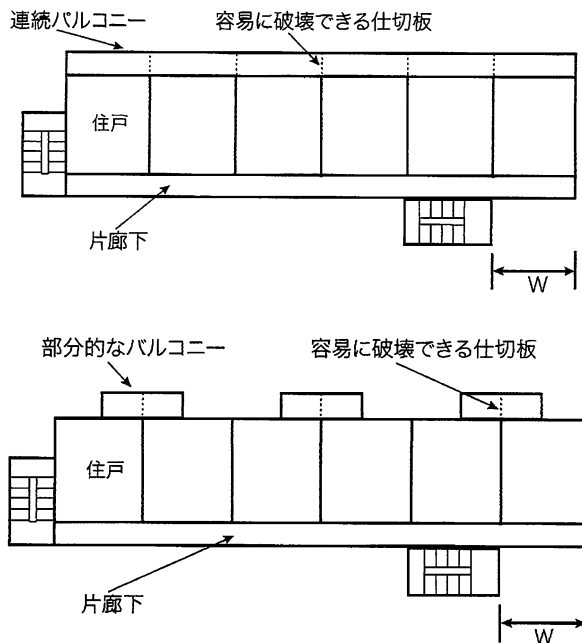 連続バルコニー
容易に破壊できる仕切板
住戸
片廊下
W
部分的なバルコニー
容易に破壊できる仕切板
住戸
片廊下
W